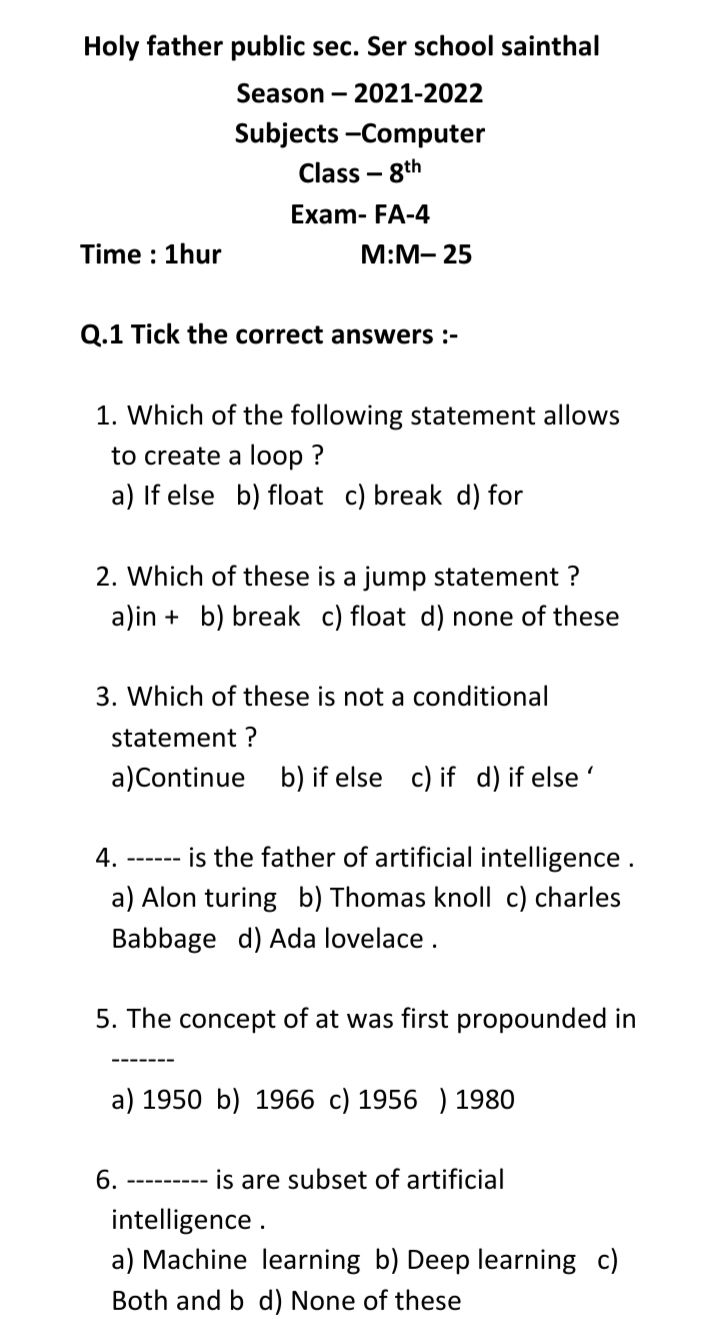 Holy father public sec. Ser school sainthal
Season – 2021-2022
Subjects –Computer
Class – 8th
Exam- FA-4
Time : 1hur M:M– 25
Q.1 Tick the correct answers :-
1. Which of the following statement allows
to create a loop ?
a) If else b) float c) break d) for
2. Which of these is a jump statement ?
a)in + b) break c) float d) none of these
3. Which of these is not a conditional
statement ?
a)Continue b) if else c) if d) if else ‘
4. ------ is the father of artificial intelligence .
a) Alon turing b) Thomas knoll c) charles
Babbage d) Ada lovelace .
5. The concept of at was first propounded in
-------
a) 1950 b) 1966 c) 1956 ) 1980
6. --------- is are subset of artificial
intelligence .
a) Machine learning b) Deep learning c)
Both and b d) None of these